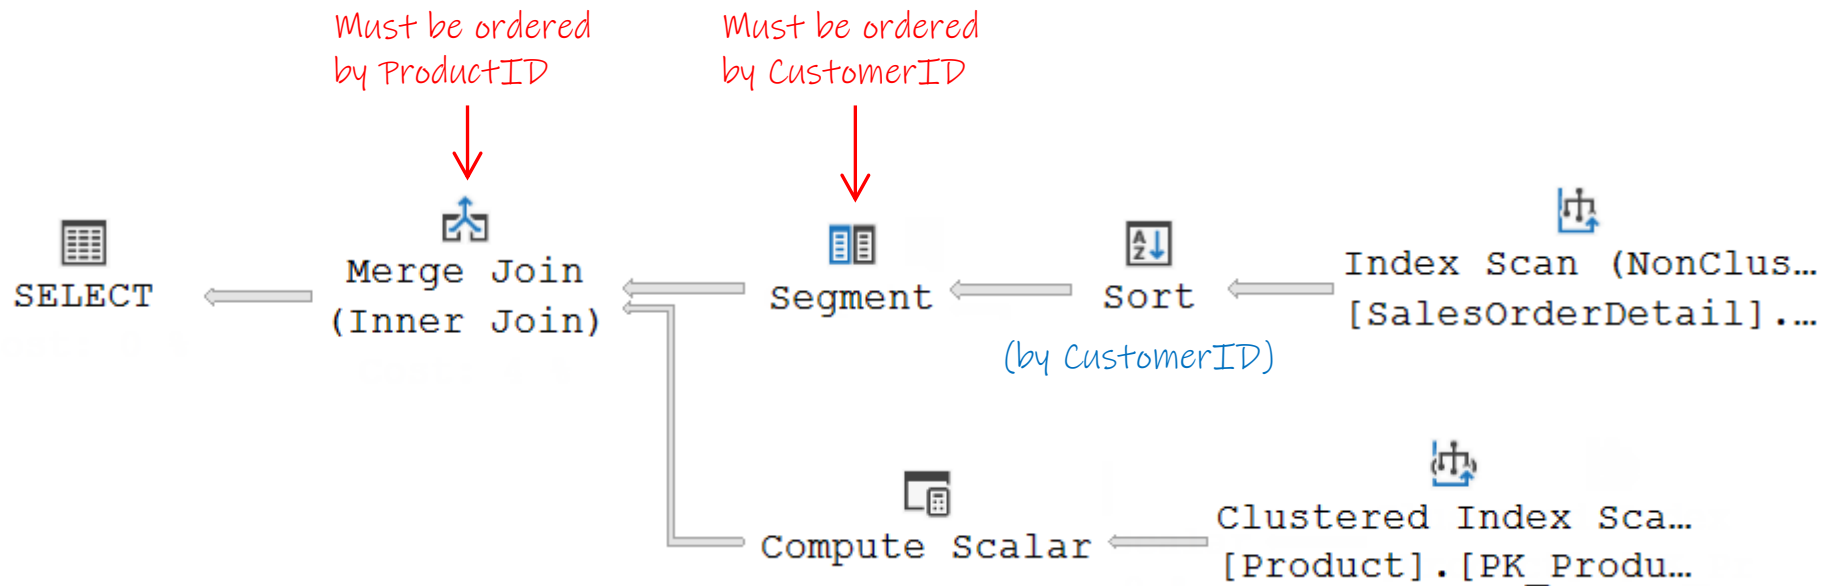 Must be ordered
by ProductID
Must be ordered
by CustomerID
SELECT
Merge Join
(Inner Join)
Segment
Sort
(by CustomerID)
Index Scan (NonClus…
[SalesOrderDetail].…
Compute Scalar
Clustered Index Sca…
[Product].[PK_Produ…